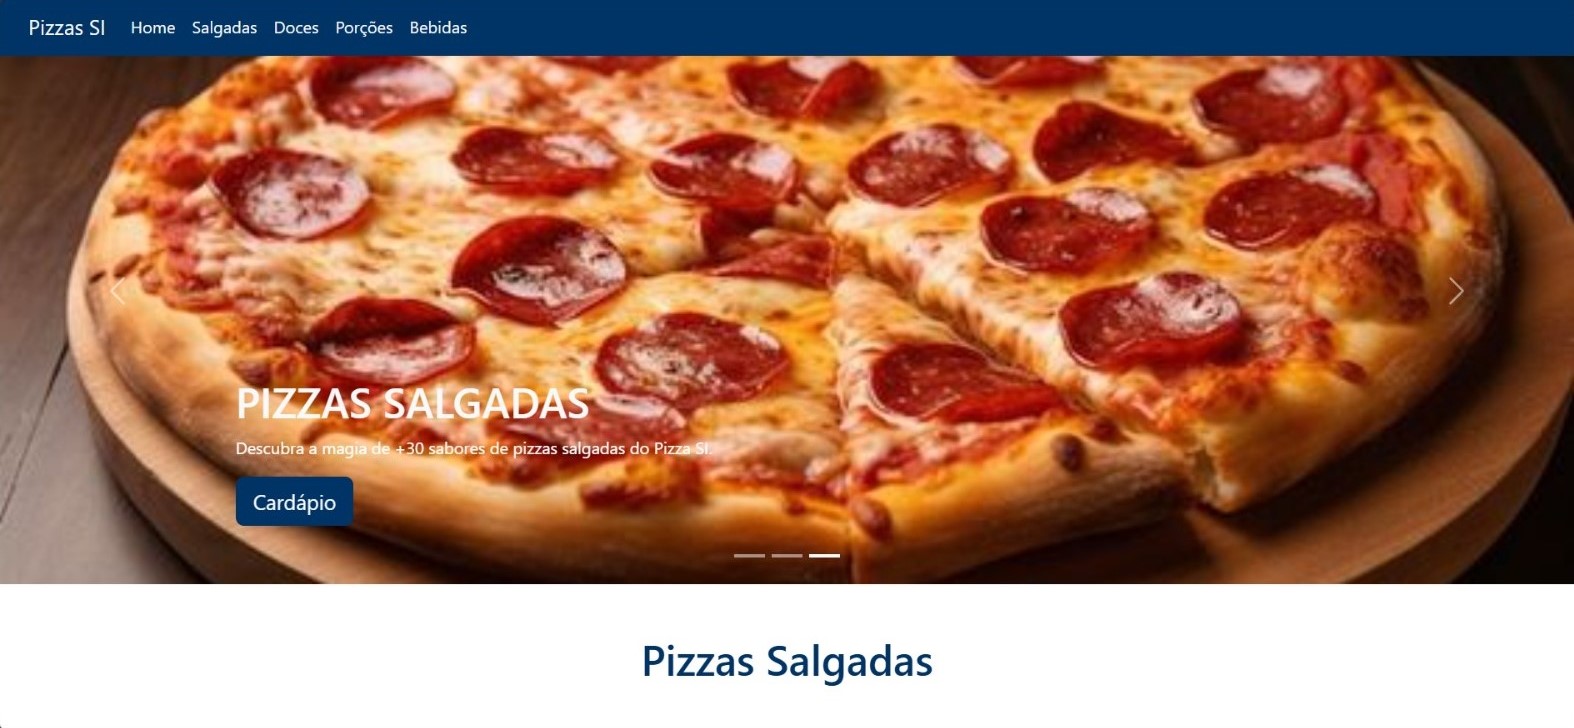 Pizzas SI Home Salgadas Doces Porções Bebidas
PIZZAS SALGADAS
Descubra a magia de +30 sabores de pizzas salgadas do Pizza SI.
Cardápio
Pizzas Salgadas